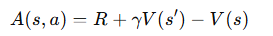 A(s, a) = R + γV(s′) − V(s)